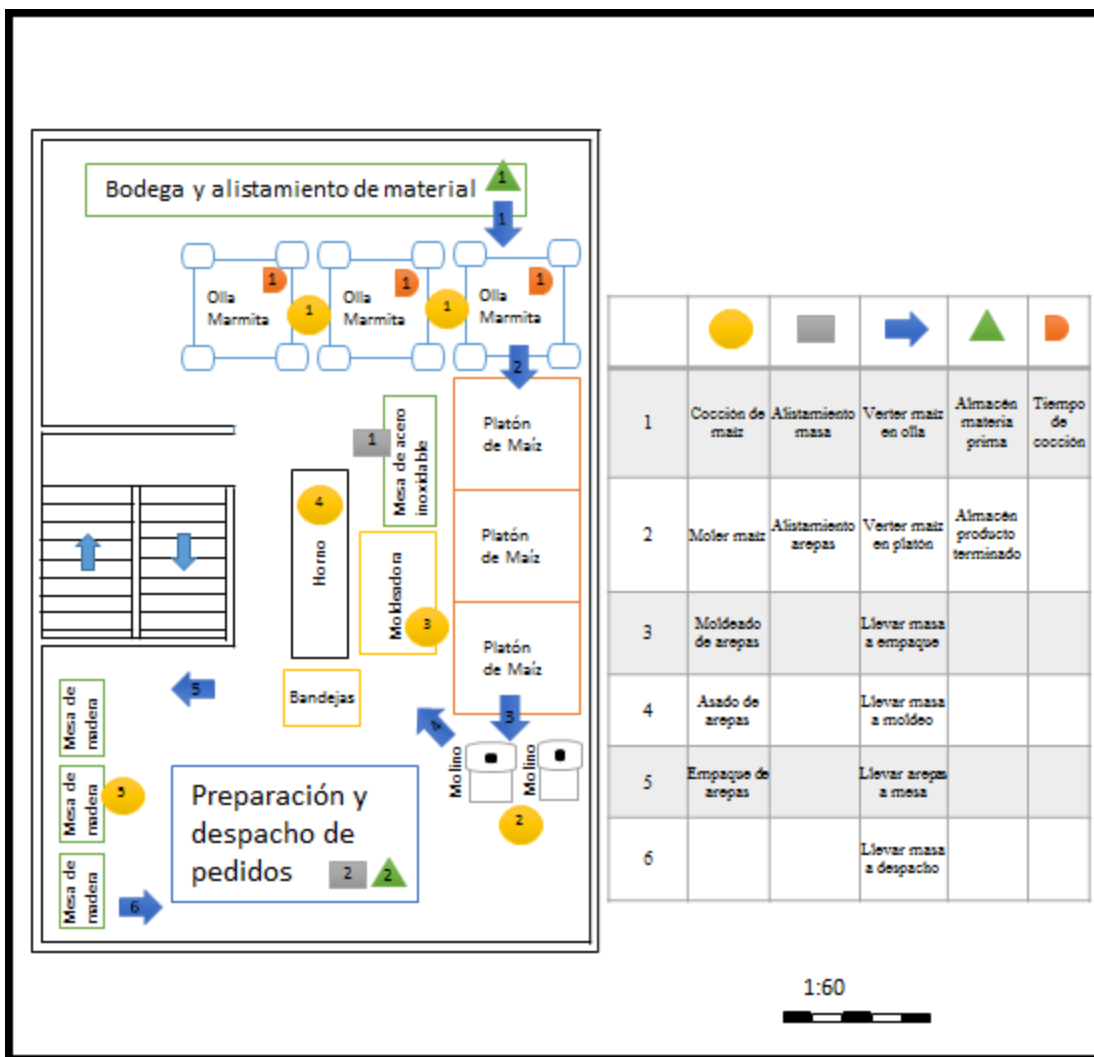 Bodega y alistamiento de material
1
1
1
1
1
Olla
Marmita
1
Olla
Marmita
1
Olla
Marmita
2
Platón
de Maíz
1
Mesa de acero
inoxidable
4
Horno
Platón
de Maíz
Moldeadora
3
Platón
de Maíz
Bandejas
5
4
3
Mesa de
madera
Mesa de
madera
5
Mesa de
madera
6
Molino
Molino
2
Preparación y
despacho de
pedidos
2
2
1
Cocción de
maiz
Alistamiento
masa
Verter maiz
en olla
Almacén
materia
prima
Tiempo
de
cocción
2
Moler maiz
Alistamiento
arepas
Verter maiz
en platón
Almacén
producto
terminado
3
Moldeado
de arepas
Llevar masa
a empaque
4
Asado de
arepas
Llevar masa
a moldeo
5
Empaque de
arepas
Llevar arepas
a mesa
6
Llevar masa
a despacho
1:60